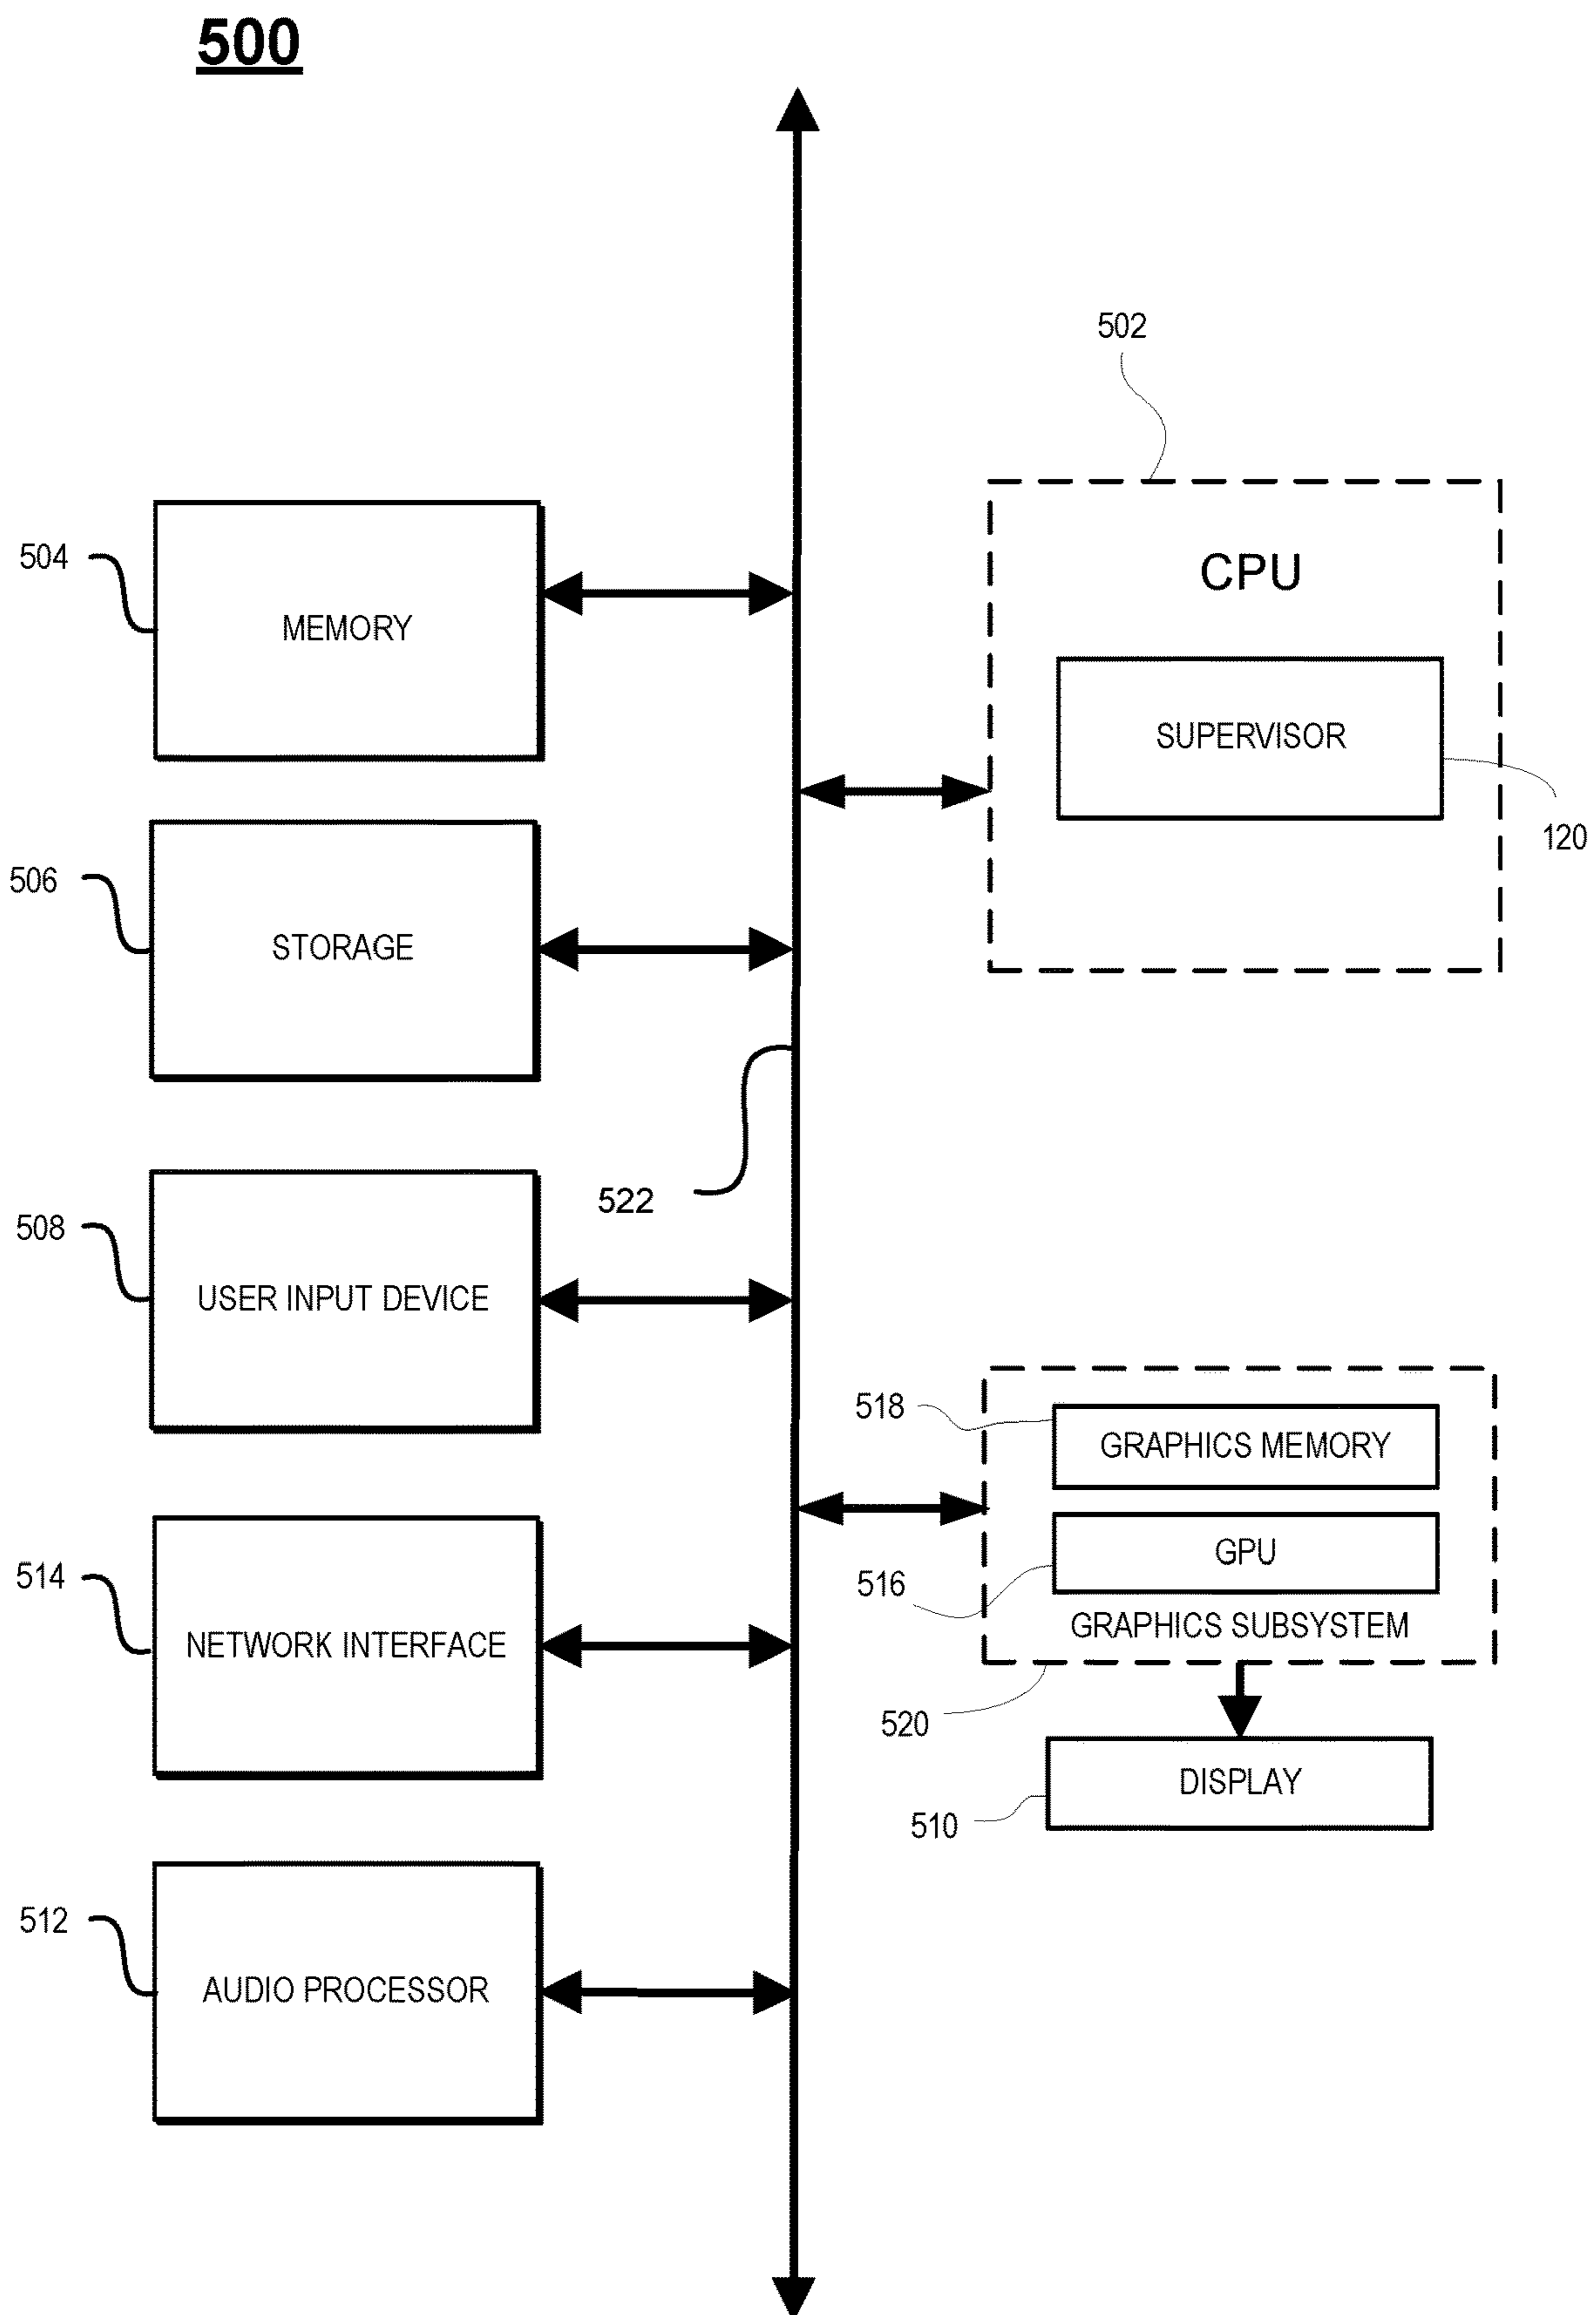 500
502
504
MEMORY
CPU
SUPERVISOR
120
506
STORAGE
522
508
USER INPUT DEVICE
518
GRAPHICS MEMORY
GPU
516
GRAPHICS SUBSYSTEM
514
NETWORK INTERFACE
520
DISPLAY
510
512
AUDIO PROCESSOR